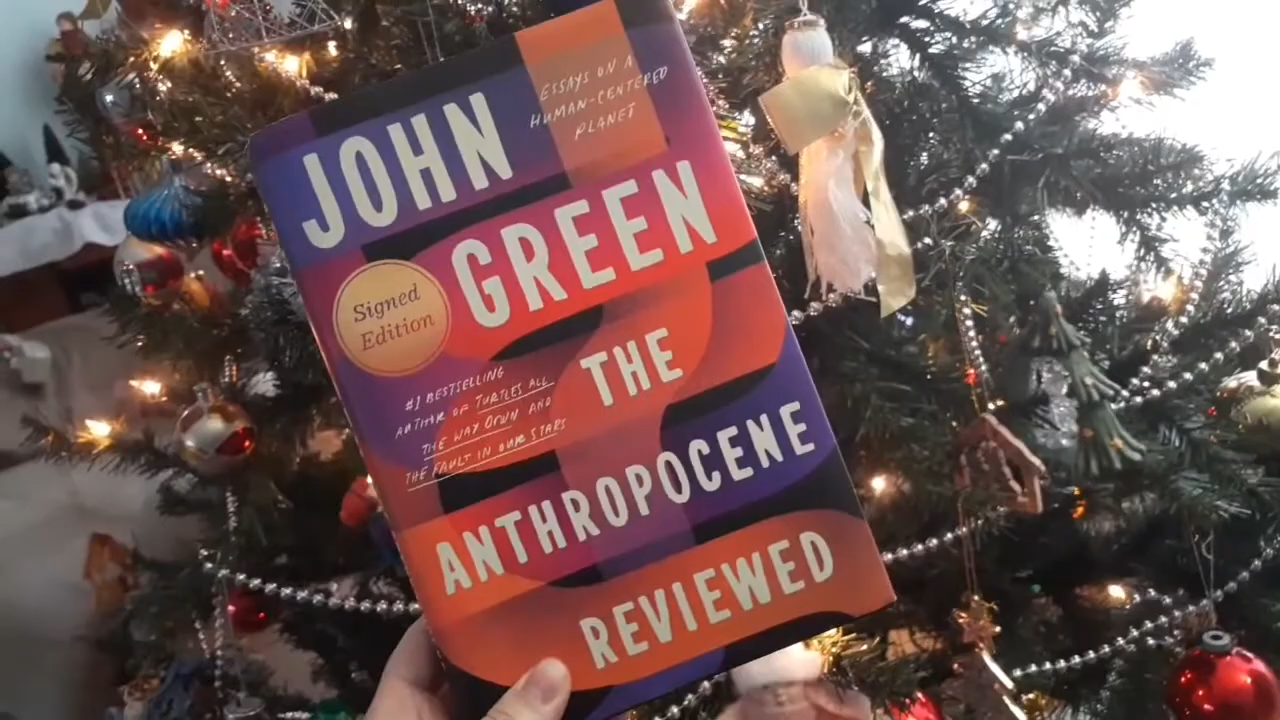 JOHN
ESSAYS ON A
HUMAN-CENTERED
PLANET
GREEN
Signed
Edition
#1 BESTSELLING
AUTHOR OF TURTLES ALL
THE WAY DOWN AND
THE FAULT IN OUR STARS
THE
ANTHROPOCENE
REVIEWED